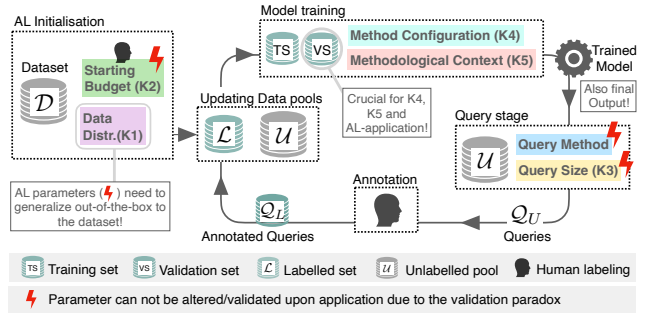 AL Initialisation
Dataset
D
Starting
Budget (K2)
Data
Distr.(K1)
AL parameters ( ) need to
generalize out-of-the-box to
the dataset!
Model training
TS
VS
Method Configuration (K4)
Methodological Context (K5)
Crucial for K4,
K5 and
AL-application!
Trained
Model
Also final
Output!
Updating Data pools
L
U
Query stage
U
Query Method
Query Size (K3)
Annotation
Q_L
Annotated Queries
Q_U
Queries
TS Training set
VS Validation set
L Labelled set
U Unlabelled pool
Human labeling
Parameter can not be altered/validated upon application due to the validation paradox